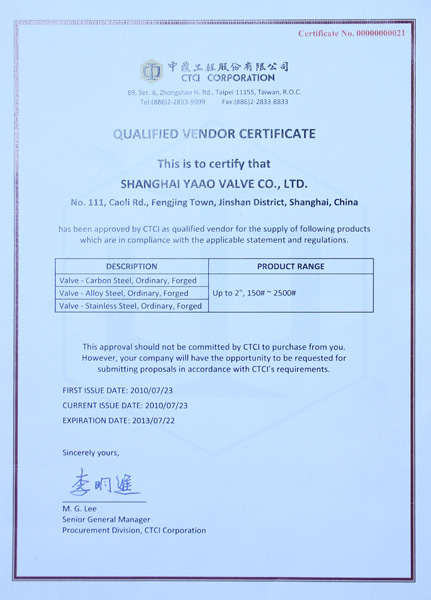 Certificate No. 00000000021
中鼎工程股份有限公司
CTCI CORPORATION
89, Sec. 6, Zhongshan N. Rd., Taipei 11155, Taiwan, R.O.C.
Tel:(886)2-2833-9999 Fax:(886)2-2833-8833
QUALIFIED VENDOR CERTIFICATE
This is to certify that
SHANGHAI YAAO VALVE CO., LTD.
No. 111, Caoli Rd., Fengjing Town, Jinshan District, Shanghai, China
has been approved by CTCI as qualified vendor for the supply of following products
which are in compliance with the applicable statement and regulations.
DESCRIPTION PRODUCT RANGE
Valve - Carbon Steel, Ordinary, Forged
Valve - Alloy Steel, Ordinary, Forged Up to 2", 150# ~ 2500#
Valve - Stainless Steel, Ordinary, Forged
This approval should not be committed by CTCI to purchase from you.
However, your company will have the opportunity to be requested for
submitting proposals in accordance with CTCI's requirements.
FIRST ISSUE DATE: 2010/07/23
CURRENT ISSUE DATE: 2010/07/23
EXPIRATION DATE: 2013/07/22
Sincerely yours,
李明進
M. G. Lee
Senior General Manager
Procurement Division, CTCI Corporation